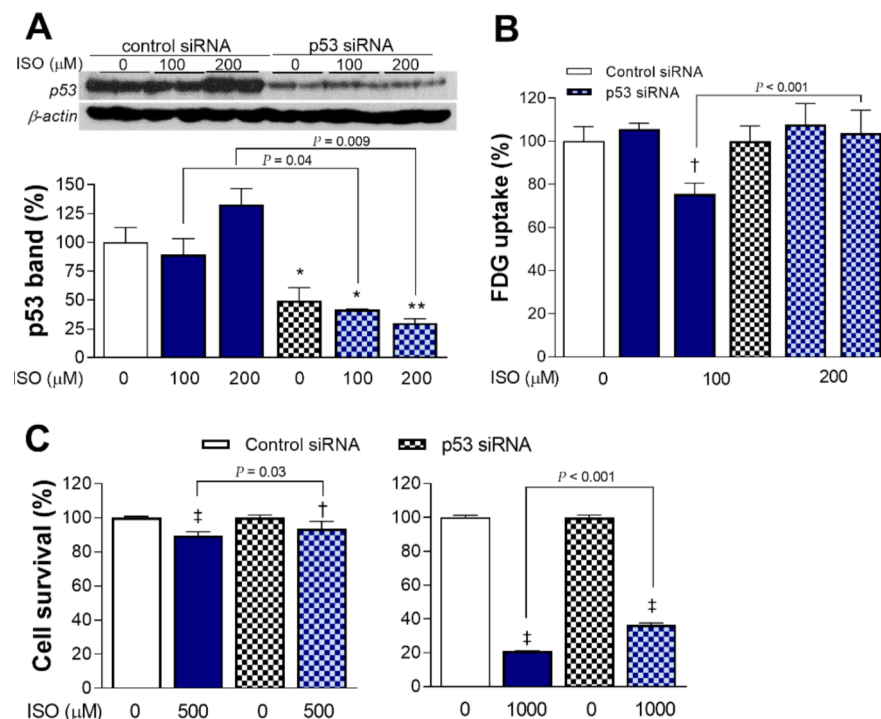 A
control siRNA p53 siRNA
ISO (μM) 0 100 200 0 100 200
p53
β-actin
P = 0.009
P = 0.04
p53 band (%)
150
125
100
75
50
25
0
* * **
ISO (μM) 0 100 200 0 100 200
B
Control siRNA
p53 siRNA
P < 0.001
†
FDG uptake (%)
120
100
80
60
40
20
0
ISO (μM) 0 100 200
C
Control siRNA p53 siRNA
P = 0.03
‡ †
Cell survival (%)
120
100
80
60
40
20
0
ISO (μM) 0 500 0 500
P < 0.001
‡ ‡
120
100
80
60
40
20
0
0 1000 0 1000